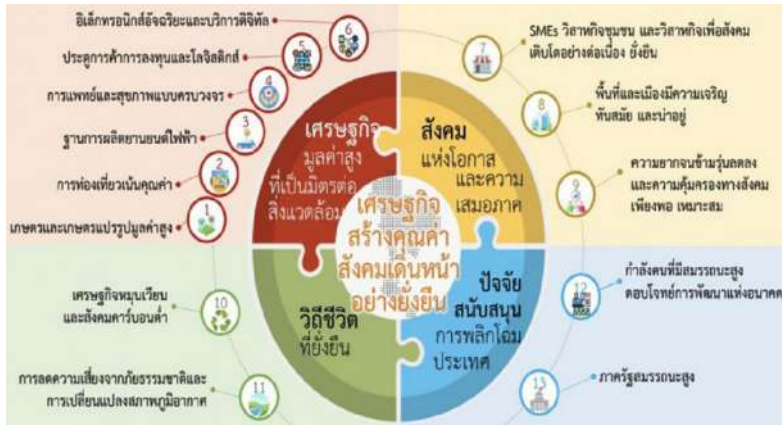 อิเล็กทรอนิกส์อัจฉริยะและบริการดิจิทัล
6
ประตูการค้าการลงทุนและโลจิสติกส์
5
การแพทย์และสุขภาพแบบครบวงจร
4
ฐานการผลิตยานยนต์ไฟฟ้า
3
การท่องเที่ยวเน้นคุณค่า
2
เกษตรและเกษตรแปรรูปมูลค่าสูง
1
เศรษฐกิจ
มูลค่าสูง
ที่เป็นมิตรต่อ
สิ่งแวดล้อม
สังคม
แห่งโอกาส
และความ
เสมอภาค
7
SMEs วิสาหกิจชุมชน และวิสาหกิจเพื่อสังคม
เติบโตอย่างต่อเนื่อง ยั่งยืน
8
พื้นที่และเมืองมีความเจริญ
ทันสมัย และน่าอยู่
9
ความยากจนข้ามรุ่นลดลง
และความคุ้มครองทางสังคม
เพียงพอ เหมาะสม
เศรษฐกิจ
สร้างคุณค่า
สังคมเดินหน้า
อย่างยั่งยืน
เศรษฐกิจหมุนเวียน
และสังคมคาร์บอนต่ำ
10
การลดความเสี่ยงจากภัยธรรมชาติและ
การเปลี่ยนแปลงสภาพภูมิอากาศ
11
วิถีชีวิต
ที่ยั่งยืน
ปัจจัย
สนับสนุน
การพลิกโฉม
ประเทศ
12
กำลังคนที่มีสมรรถนะสูง
ตอบโจทย์การพัฒนาแห่งอนาคต
13
ภาครัฐสมรรถนะสูง